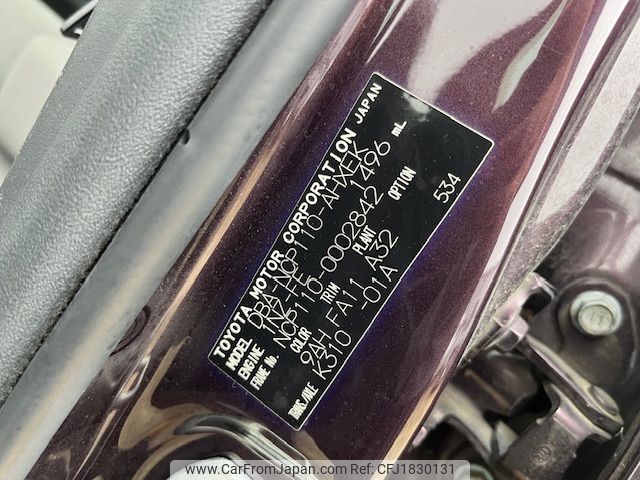 TOYOTA MOTOR CORPORATION JAPAN
MODEL DBA-NCP110-AHXEK
ENGINE 1NZ-FE 1496 mL
FRAME No. NCP110-0002842
COLOR TRIM PLANT OPTION
9AH FA11 A32 534
TRANS/AXLE K310 01A
www.CarFromJapan.com | CFJ1830131